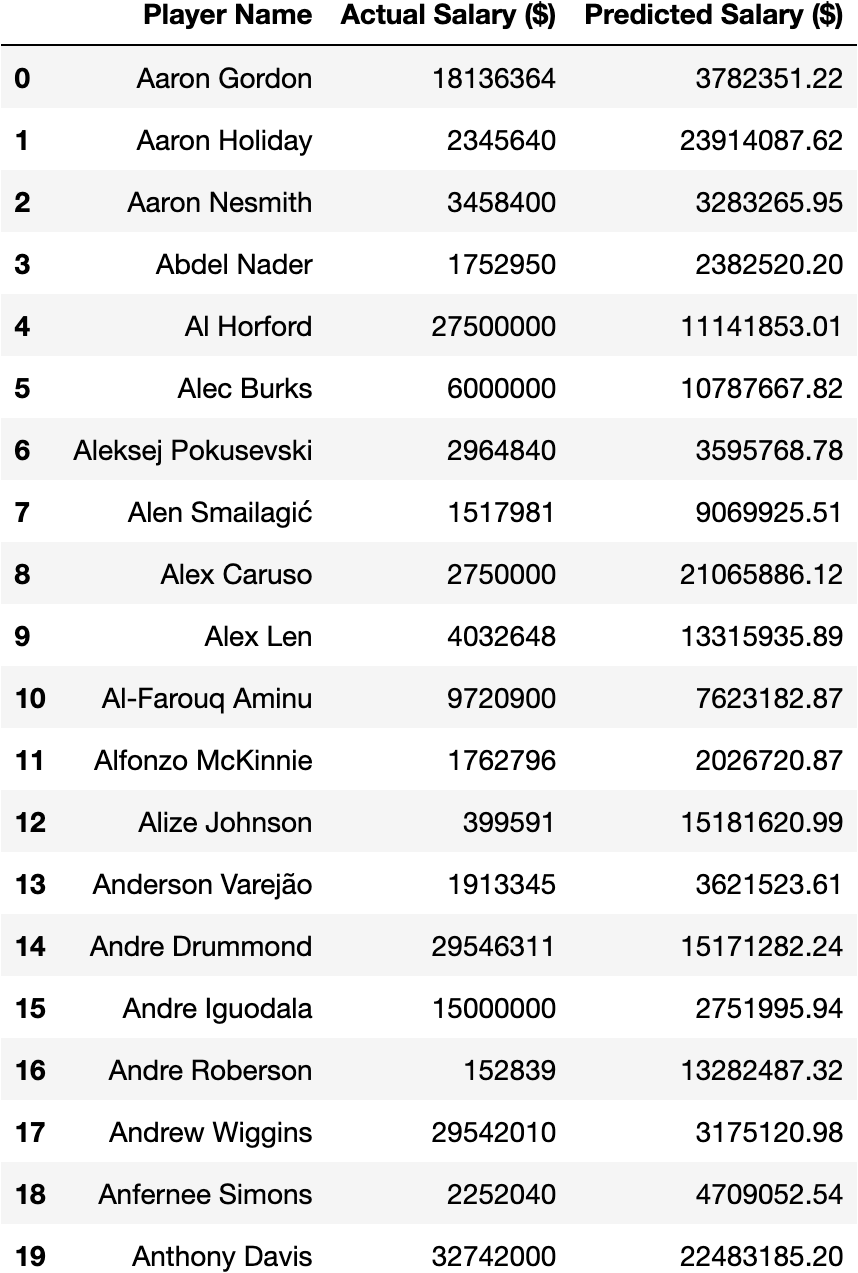 Player Name Actual Salary ($) Predicted Salary ($)
0 Aaron Gordon 18136364 3782351.22
1 Aaron Holiday 2345640 23914087.62
2 Aaron Nesmith 3458400 3283265.95
3 Abdel Nader 1752950 2382520.20
4 Al Horford 27500000 11141853.01
5 Alec Burks 6000000 10787667.82
6 Aleksej Pokusevski 2964840 3595768.78
7 Alen Smailagić 1517981 9069925.51
8 Alex Caruso 2750000 21065886.12
9 Alex Len 4032648 13315935.89
10 Al-Farouq Aminu 9720900 7623182.87
11 Alfonzo McKinnie 1762796 2026720.87
12 Alize Johnson 399591 15181620.99
13 Anderson Varejão 1913345 3621523.61
14 Andre Drummond 29546311 15171282.24
15 Andre Iguodala 15000000 2751995.94
16 Andre Roberson 152839 13282487.32
17 Andrew Wiggins 29542010 3175120.98
18 Anfernee Simons 2252040 4709052.54
19 Anthony Davis 32742000 22483185.20